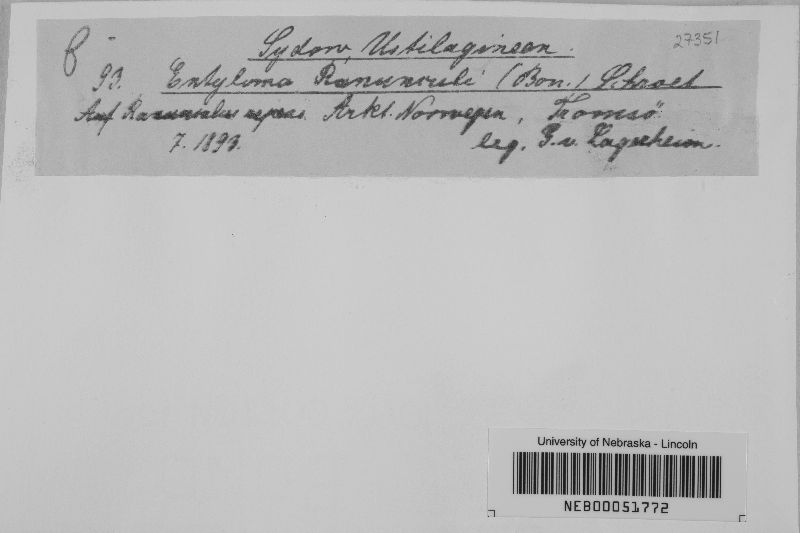 Sydow, Ustilagineen.
27351
93. Entyloma Ranunculi (Bon.) Schroet
Auf Ranunculus repens. Arkt. Norwegen, Tromsö
7. 1893. leg. G. v. Lagerheim.
University of Nebraska - Lincoln
NEB00051772